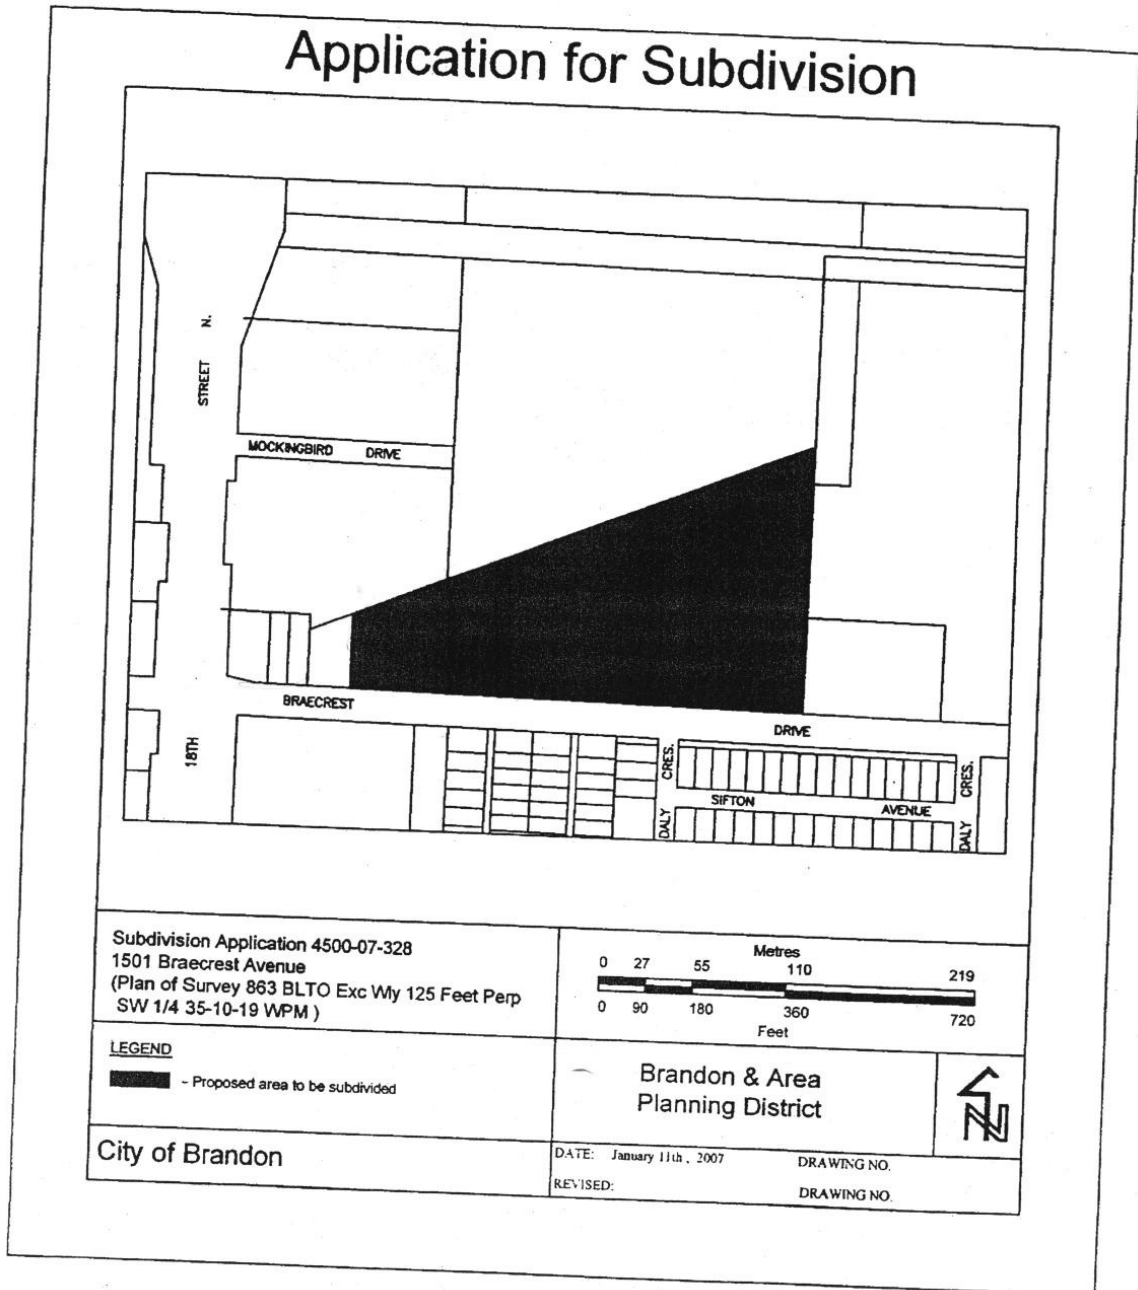 Application for Subdivision
STREET N.
MOCKINGBIRD DRIVE
BRAECREST
DRIVE
18TH
CRES.
SIFTON AVENUE
CRES.
DALY
DALY
Subdivision Application 4500-07-328
1501 Braecrest Avenue
(Plan of Survey 863 BLTO Exc Wly 125 Feet Perp
SW 1/4 35-10-19 WPM )
Metres
0 27 55 110 219
0 90 180 360 720
Feet
LEGEND
- Proposed area to be subdivided
Brandon & Area
Planning District
N
City of Brandon
DATE: January 11th , 2007 DRAWING NO.
REVISED: DRAWING NO.